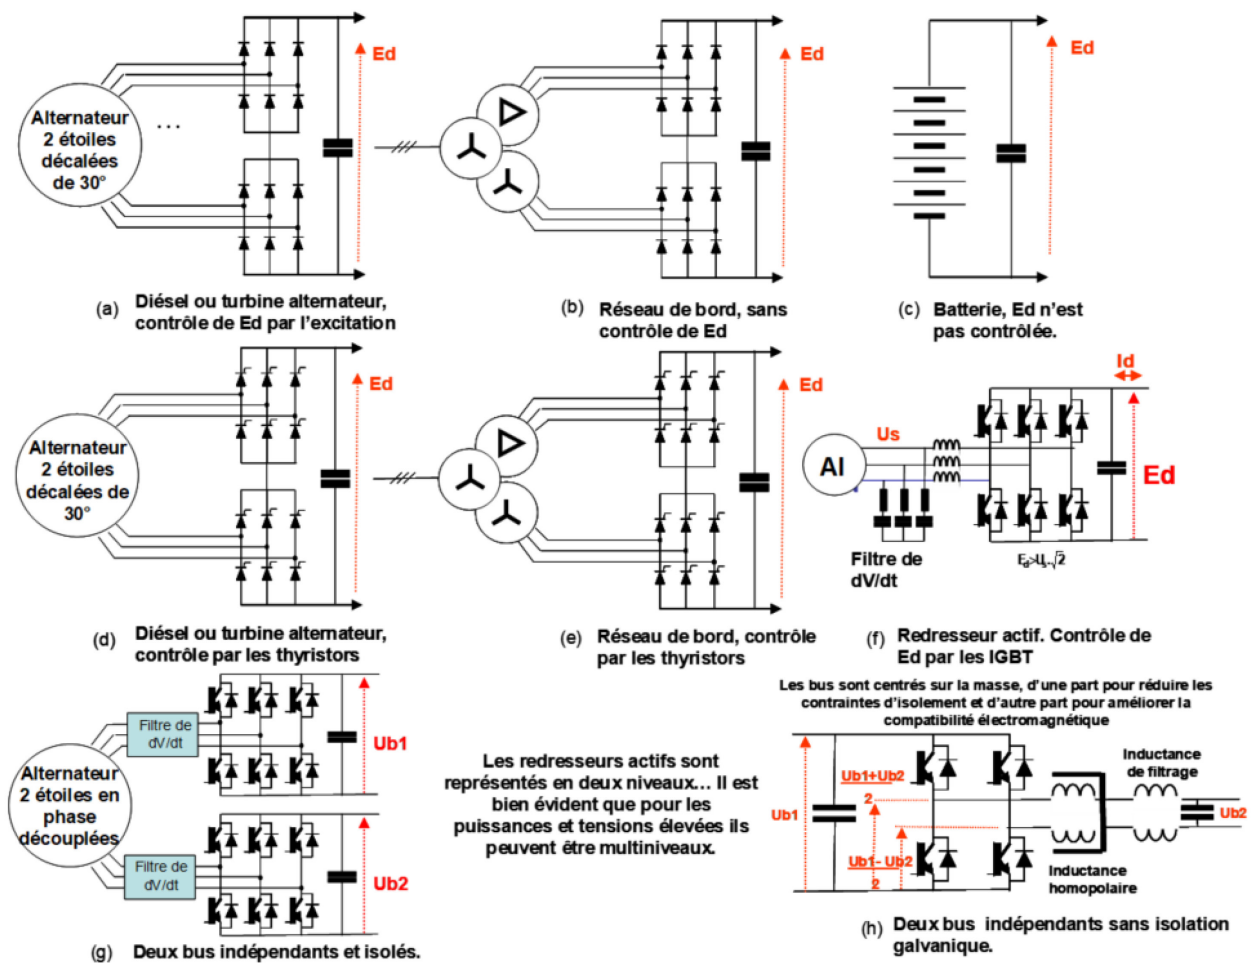 Alternateur
2 étoiles
décalées
de 30°
...
Ed
(a) Diésel ou turbine alternateur,
contrôle de Ed par l'excitation
Ed
(b) Réseau de bord, sans
contrôle de Ed
Ed
(c) Batterie, Ed n'est
pas contrôlée.
Alternateur
2 étoiles
décalées de
30°
Ed
(d) Diésel ou turbine alternateur,
contrôle par les thyristors
Ed
(e) Réseau de bord, contrôle
par les thyristors
Id
Us
AI
Ed
Filtre de
dV/dt
Ed>Us√2
(f) Redresseur actif. Contrôle de
Ed par les IGBT
Filtre de
dV/dt
Ub1
Alternateur
2 étoiles en
phase
découplées
Filtre de
dV/dt
Ub2
(g) Deux bus indépendants et isolés.
Les redresseurs actifs sont
représentés en deux niveaux... Il est
bien évident que pour les
puissances et tensions élevées ils
peuvent être multiniveaux.
Les bus sont centrés sur la masse, d'une part pour réduire les
contraintes d'isolement et d'autre part pour améliorer la
compatibilité électromagnétique
Inductance
de filtrage
Ub1+Ub2
2
Ub1
Ub2
Ub1- Ub2
2
Inductance
homopolaire
(h) Deux bus indépendants sans isolation
galvanique.